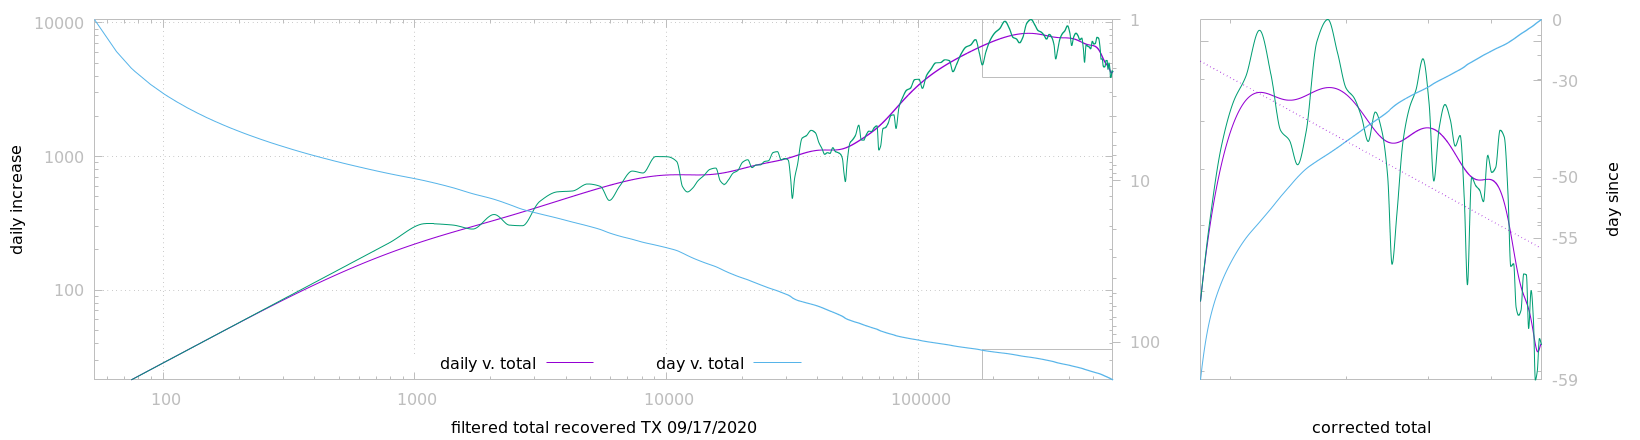 10000
1000
100
daily increase
100
1000
10000
100000
1
10
100
daily v. total
day v. total
filtered total recovered TX 09/17/2020
0
-30
-50
-55
-59
day since
corrected total